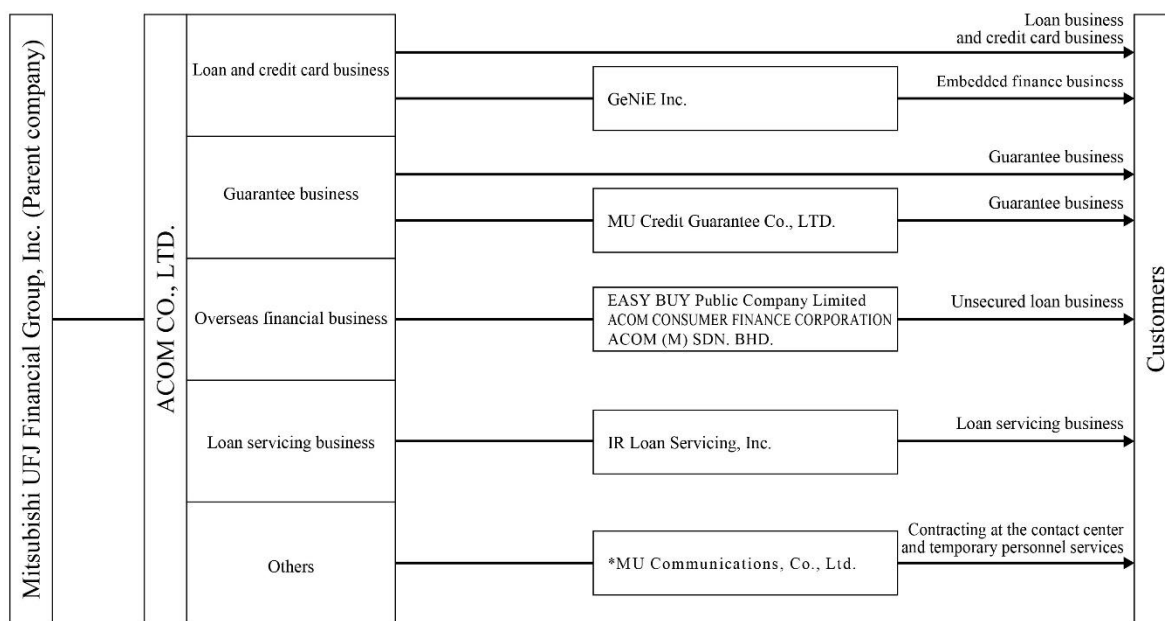 Mitsubishi UFJ Financial Group, Inc. (Parent company)
ACOM CO., LTD.
Loan and credit card business
Loan business
and credit card business
GeNiE Inc.
Embedded finance business
Guarantee business
Guarantee business
MU Credit Guarantee Co., LTD.
Guarantee business
Overseas financial business
EASY BUY Public Company Limited
ACOM CONSUMER FINANCE CORPORATION
ACOM (M) SDN. BHD.
Unsecured loan business
Loan servicing business
IR Loan Servicing, Inc.
Loan servicing business
Others
*MU Communications, Co., Ltd.
Contracting at the contact center
and temporary personnel services
Customers